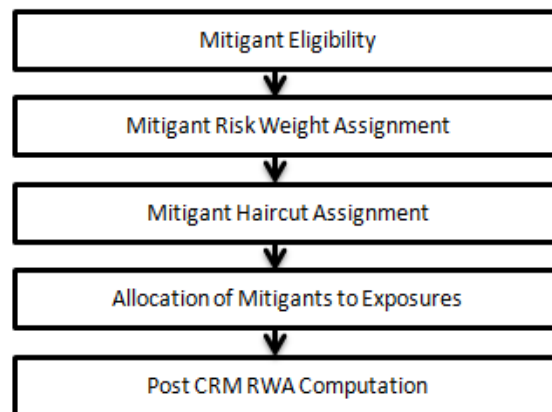 Mitigant Eligibility
Mitigant Risk Weight Assignment
Mitigant Haircut Assignment
Allocation of Mitigants to Exposures
Post CRM RWA Computation